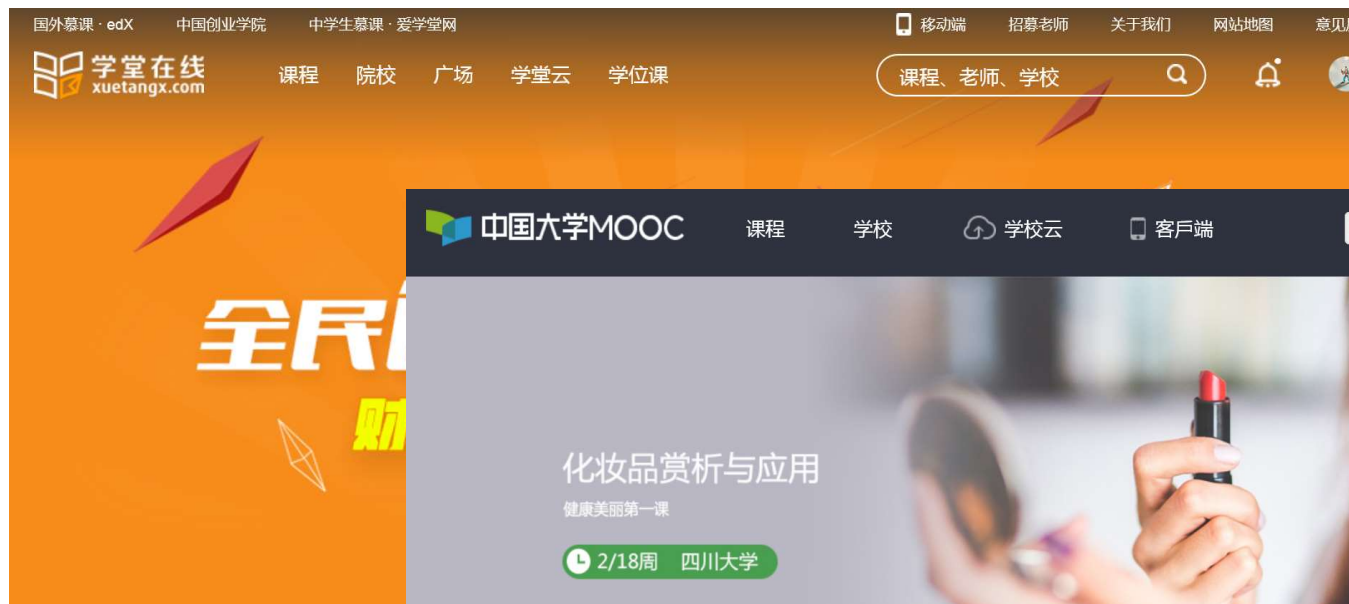 国外慕课 · edX 中国创业学院 中学生慕课 · 爱学堂网 移动端 招募老师 关于我们 网站地图 意见
学堂在线 课程 院校 广场 学堂云 学位课 课程、老师、学校
xuetangx.com
中国大学MOOC 课程 学校 学校云 客戶端
全民
财
化妆品赏析与应用
健康美丽第一课
2/18周 四川大学